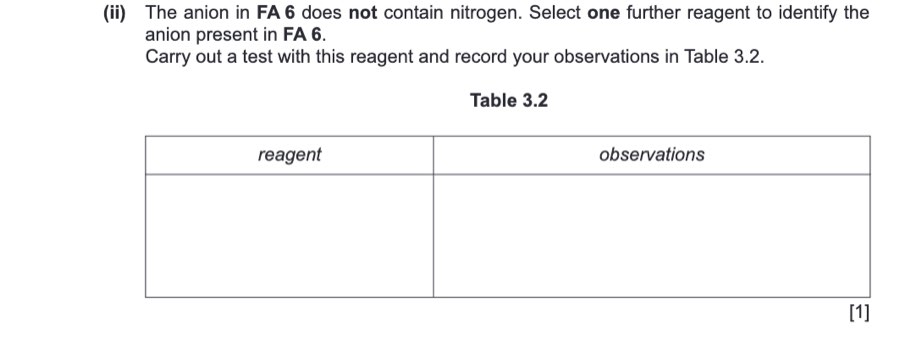 (ii) The anion in FA 6 does not contain nitrogen. Select one further reagent to identify the
anion present in FA 6.
Carry out a test with this reagent and record your observations in Table 3.2.
Table 3.2
reagent observations
[1]